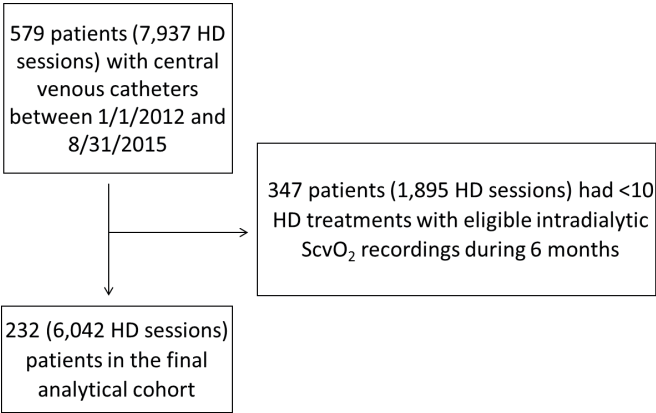 579 patients (7,937 HD
sessions) with central
venous catheters
between 1/1/2012 and
8/31/2015
347 patients (1,895 HD sessions) had <10
HD treatments with eligible intradialytic
ScvO₂ recordings during 6 months
232 (6,042 HD sessions)
patients in the final
analytical cohort